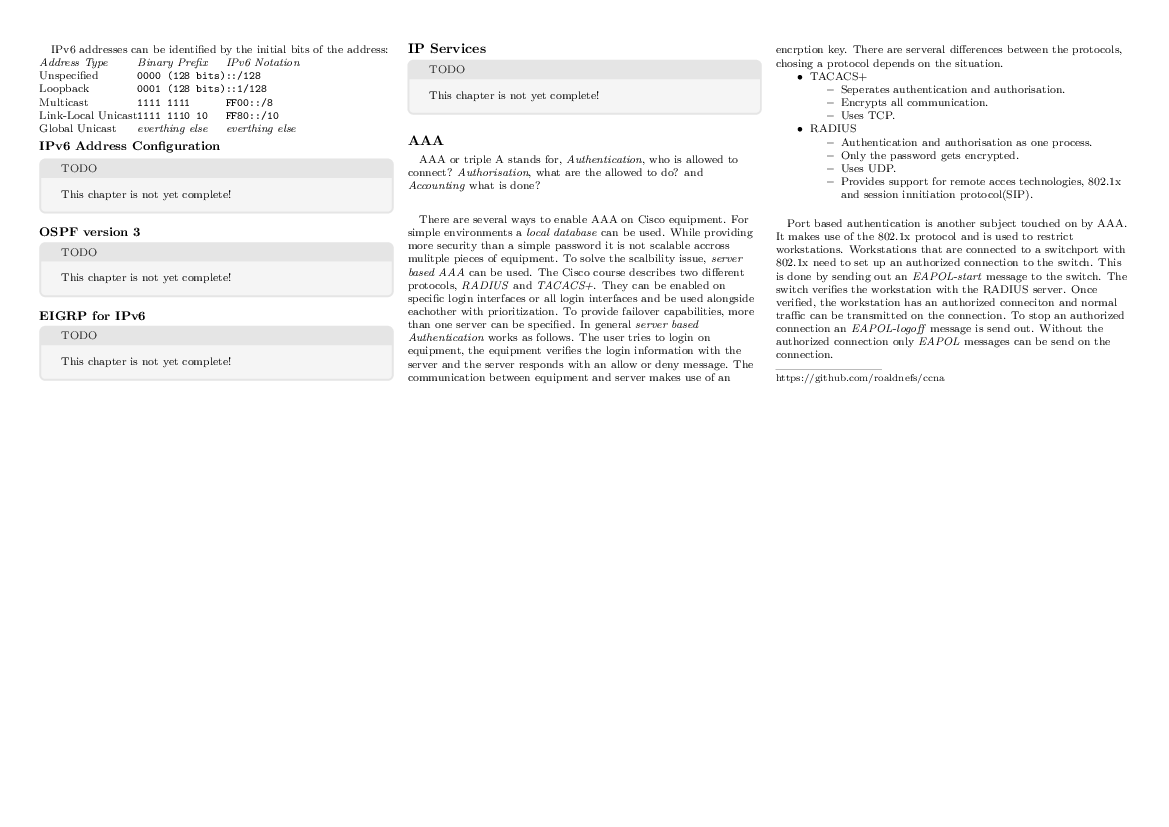 IPv6 addresses can be identified by the initial bits of the address:
Address Type Binary Prefix IPv6 Notation
Unspecified 0000 (128 bits) ::/128
Loopback 0001 (128 bits) ::1/128
Multicast 1111 1111 FF00::/8
Link-Local Unicast 1111 1110 10 FF80::/10
Global Unicast everthing else everthing else
IPv6 Address Configuration
TODO
This chapter is not yet complete!
OSPF version 3
TODO
This chapter is not yet complete!
EIGRP for IPv6
TODO
This chapter is not yet complete!
IP Services
TODO
This chapter is not yet complete!
AAA
AAA or triple A stands for, Authentication, who is allowed to
connect? Authorisation, what are the allowed to do? and
Accounting what is done?
There are several ways to enable AAA on Cisco equipment. For
simple environments a local database can be used. While providing
more security than a simple password it is not scalable accross
mulitple pieces of equipment. To solve the scalbility issue, server
based AAA can be used. The Cisco course describes two different
protocols, RADIUS and TACACS+. They can be enabled on
specific login interfaces or all login interfaces and be used alongside
eachother with prioritization. To provide failover capabilities, more
than one server can be specified. In general server based
Authentication works as follows. The user tries to login on
equipment, the equipment verifies the login information with the
server and the server responds with an allow or deny message. The
communication between equipment and server makes use of an
encrption key. There are serveral differences between the protocols,
chosing a protocol depends on the situation.
• TACACS+
– Seperates authentication and authorisation.
– Encrypts all communication.
– Uses TCP.
• RADIUS
– Authentication and authorisation as one process.
– Only the password gets encrypted.
– Uses UDP.
– Provides support for remote acces technologies, 802.1x
and session innitiation protocol(SIP).
Port based authentication is another subject touched on by AAA.
It makes use of the 802.1x protocol and is used to restrict
workstations. Workstations that are connected to a switchport with
802.1x need to set up an authorized connection to the switch. This
is done by sending out an EAPOL-start message to the switch. The
switch verifies the workstation with the RADIUS server. Once
verified, the workstation has an authorized conneciton and normal
traffic can be transmitted on the connection. To stop an authorized
connection an EAPOL-logoff message is send out. Without the
authorized connection only EAPOL messages can be send on the
connection.
https://github.com/roaldnefs/ccna